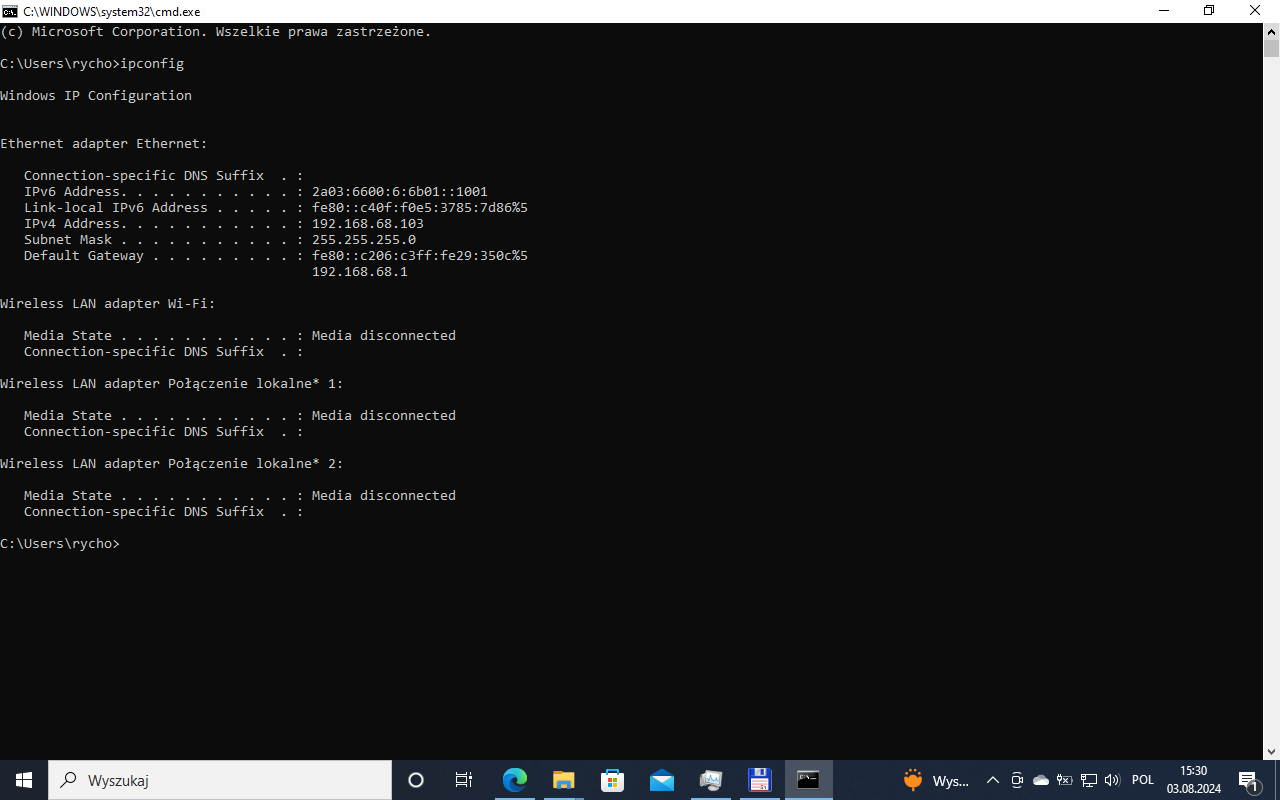 C:\WINDOWS\system32\cmd.exe
(c) Microsoft Corporation. Wszelkie prawa zastrzeżone.
C:\Users\rycho>ipconfig
Windows IP Configuration
Ethernet adapter Ethernet:
Connection-specific DNS Suffix . :
IPv6 Address. . . . . . . . . . . : 2a03:6600:6:6b01::1001
Link-local IPv6 Address . . . . . : fe80::c40f:f0e5:3785:7d86%5
IPv4 Address. . . . . . . . . . . : 192.168.68.103
Subnet Mask . . . . . . . . . . . : 255.255.255.0
Default Gateway . . . . . . . . . : fe80::c206:c3ff:fe29:350c%5
192.168.68.1
Wireless LAN adapter Wi-Fi:
Media State . . . . . . . . . . . : Media disconnected
Connection-specific DNS Suffix . :
Wireless LAN adapter Połączenie lokalne* 1:
Media State . . . . . . . . . . . : Media disconnected
Connection-specific DNS Suffix . :
Wireless LAN adapter Połączenie lokalne* 2:
Media State . . . . . . . . . . . : Media disconnected
Connection-specific DNS Suffix . :
C:\Users\rycho>
Wyszukaj
Wys...
POL
15:30
03.08.2024
1